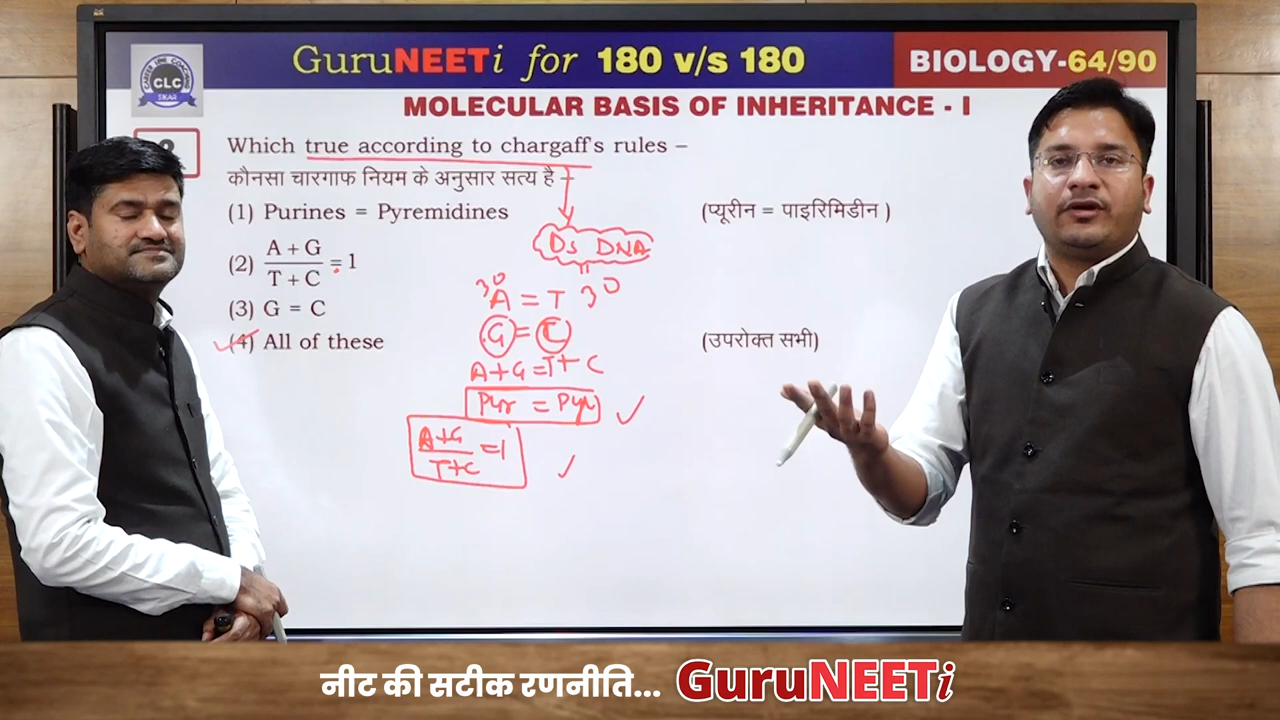 GuruNEETi for 180 v/s 180
BIOLOGY-64/90
CLC
SIKAR
MOLECULAR BASIS OF INHERITANCE - I
Which true according to chargaff's rules –
कौनसा चारगाफ नियम के अनुसार सत्य है –
(1) Purines = Pyremidines (प्यूरीन = पाइरिमिडीन )
(2) A + G / T + C = 1
(3) G = C
(4) All of these (उपरोक्त सभी)
Ds DNA
30 A = T 30
G = C
A+G = T+C
Pur = Pyr
A+G / T+C = 1
नीट की सटीक रणनीति... GuruNEETi